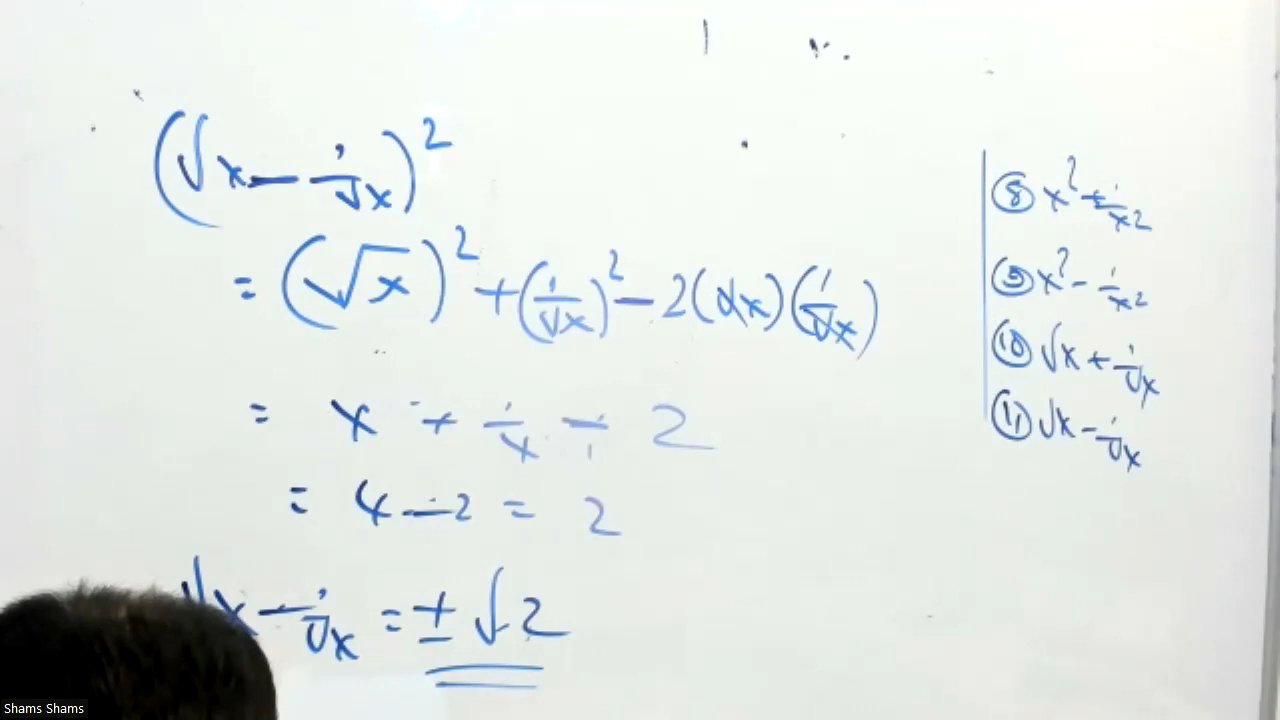 (√x − 1/√x)²
= (√x)² + (1/√x)² − 2(√x)(1/√x)
= x + 1/x − 2
= 4 − 2 = 2
√x − 1/√x = ± √2
⑧ x² + 1/x²
⑨ x² − 1/x²
⑩ √x + 1/√x
⑪ √x − 1/√x
Shams Shams